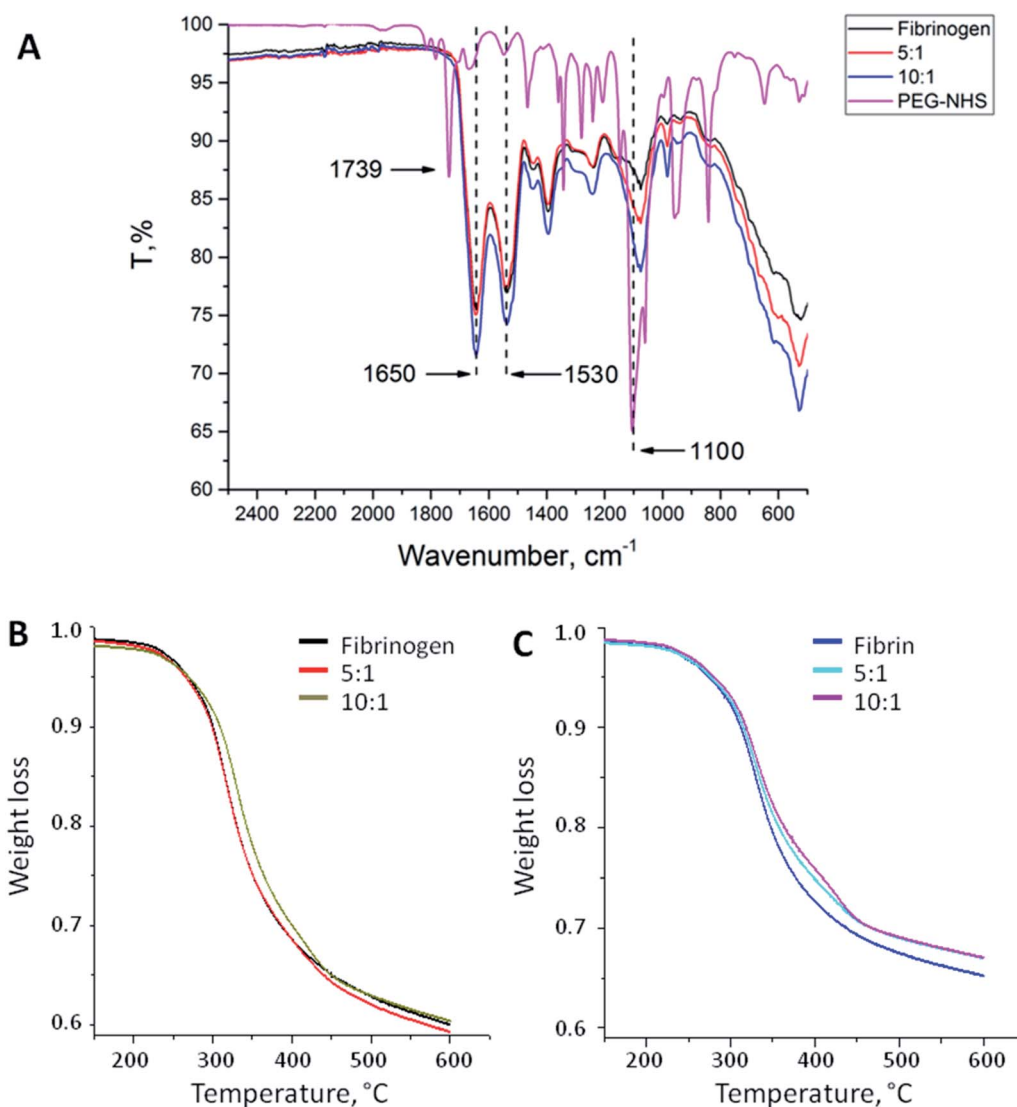 A
100
95
90
85
80
75
70
65
60
T,%
Fibrinogen
5:1
10:1
PEG-NHS
1739
1650
1530
1100
2400 2200 2000 1800 1600 1400 1200 1000 800 600
Wavenumber, cm-1
B
1.0
0.9
0.8
0.7
0.6
Weight loss
Fibrinogen
5:1
10:1
200 300 400 500 600
Temperature, °C
C
1.0
0.9
0.8
0.7
0.6
Weight loss
Fibrin
5:1
10:1
200 300 400 500 600
Temperature, °C